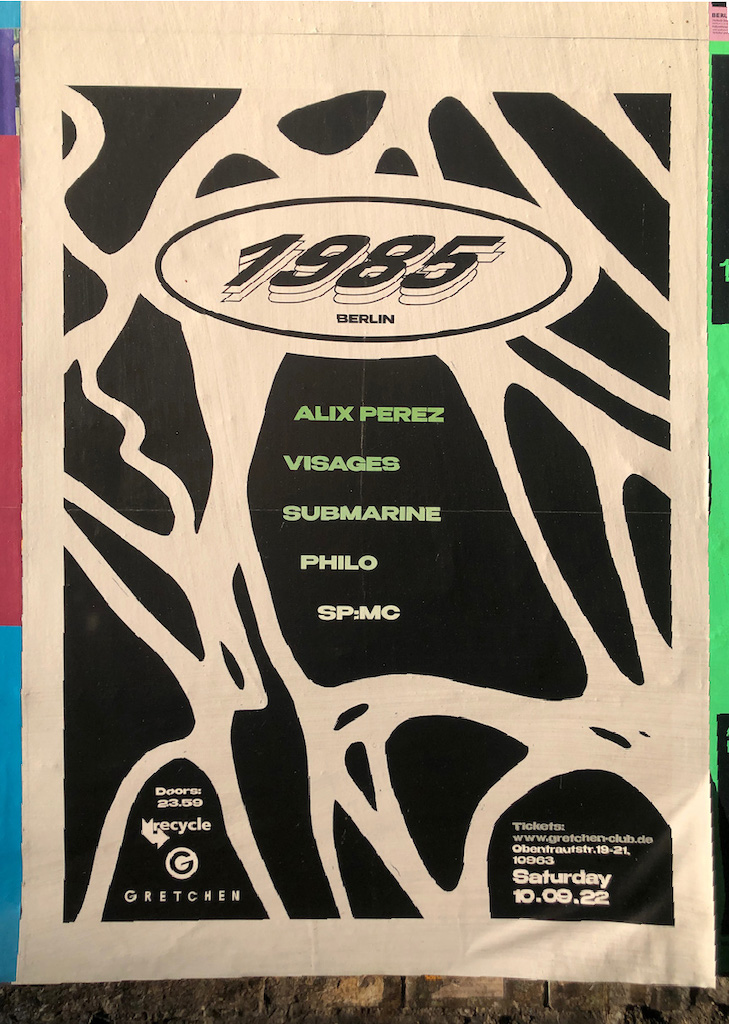 1985
BERLIN
ALIX PEREZ
VISAGES
SUBMARINE
PHILO
SP:MC
Doors:
23.59
recycle
G
GRETCHEN
Tickets:
www.gretchen-club.de
Obentrautstr.19-21,
10963
Saturday
10.09.22
BERL